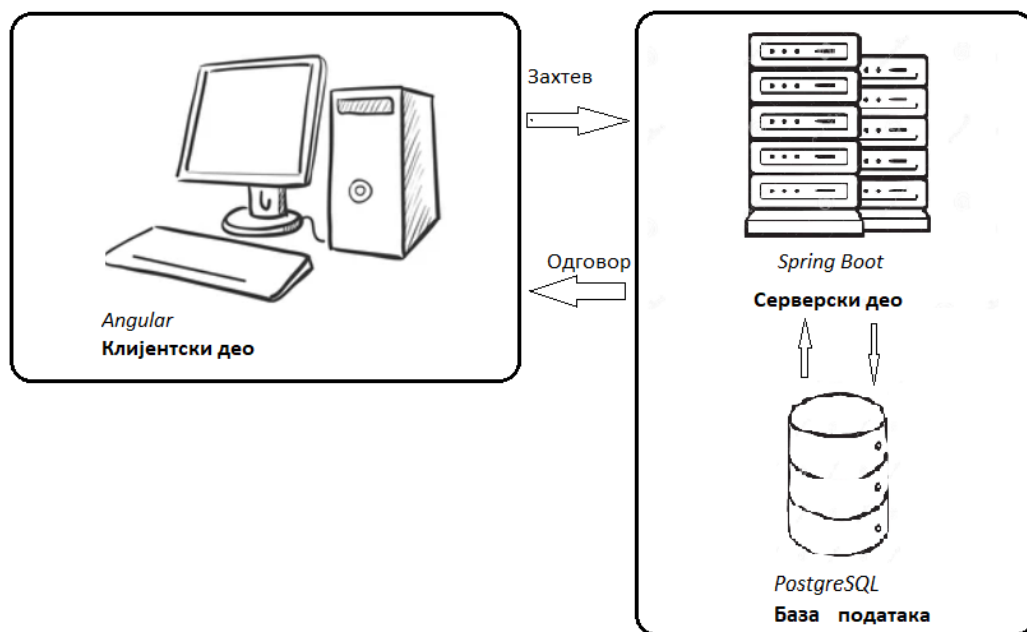 Захтев
Одговор
Angular
Клијентски део
Spring Boot
Серверски део
PostgreSQL
База података